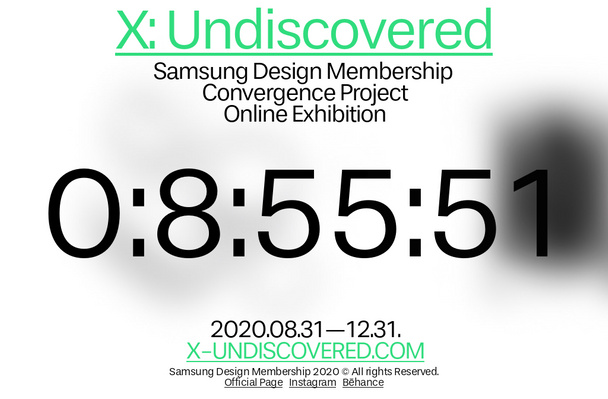 X: Undiscovered
Samsung Design Membership
Convergence Project
Online Exhibition
0:8:55:51
2020.08.31—12.31.
X–UNDISCOVERED.COM
Samsung Design Membership 2020 © All rights Reserved.
Official Page Instagram Bēhance